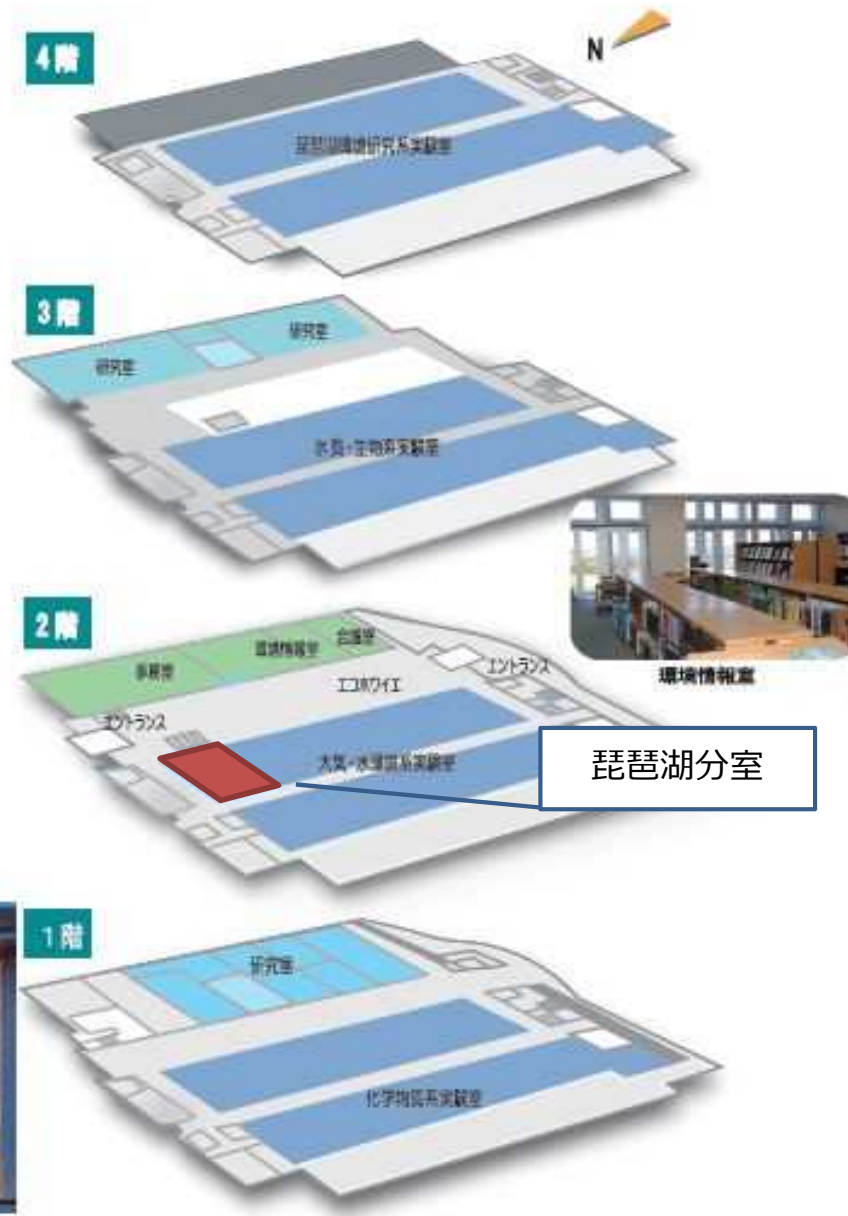 4階
N
琵琶湖環境研究系実験室
3階
研究室
研究室
水質・生物系実験室
2階
事務室
環境情報室
会議室
エントランス
エコホワイエ
エントランス
環境情報室
大気・水環境系実験室
琵琶湖分室
1階
研究室
化学物質系実験室